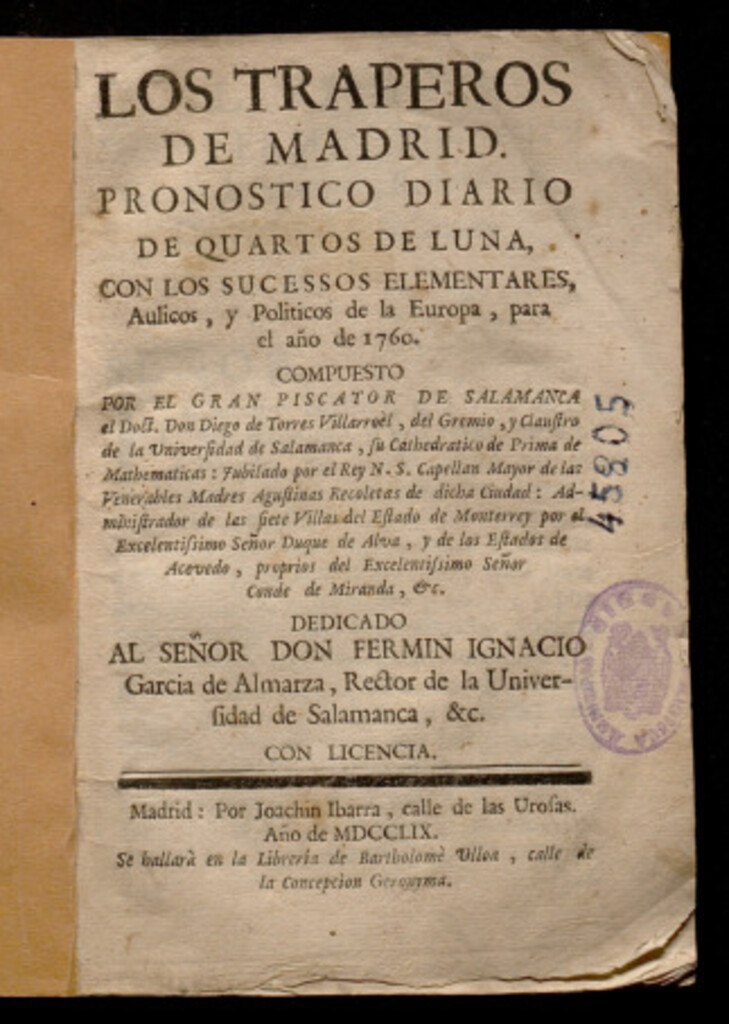 LOS TRAPEROS
DE MADRID.
PRONOSTICO DIARIO
DE QUARTOS DE LUNA,
CON LOS SUCESSOS ELEMENTARES,
Aulicos, y Politicos de la Europa, para
el año de 1760.
COMPUESTO
POR EL GRAN PISCATOR DE SALAMANCA
el Doct. Don Diego de Torres Villarroèl, del Gremio, y Claustro
de la Universidad de Salamanca, su Cathedratico de Prima de
Mathematicas: Jubilado por el Rey N. S. Capellan Mayor de las
Venerables Madres Agustinas Recoletas de dicha Ciudad: Ad-
ministrador de las siete Villas del Estado de Monterrey por el
Excelentissimo Señor Duque de Alva, y de los Estados de
Acevedo, proprios del Excelentissimo Señor
Conde de Miranda, &c.
DEDICADO
AL SEÑOR DON FERMIN IGNACIO
Garcia de Almarza, Rector de la Univer-
sidad de Salamanca, &c.
CON LICENCIA.
Madrid: Por Joachin Ibarra, calle de las Urosas.
Año de MDCCLIX.
Se hallarà en la Librerìa de Bartholomè Ulloa, calle de
la Concepcion Geronyma.
45805